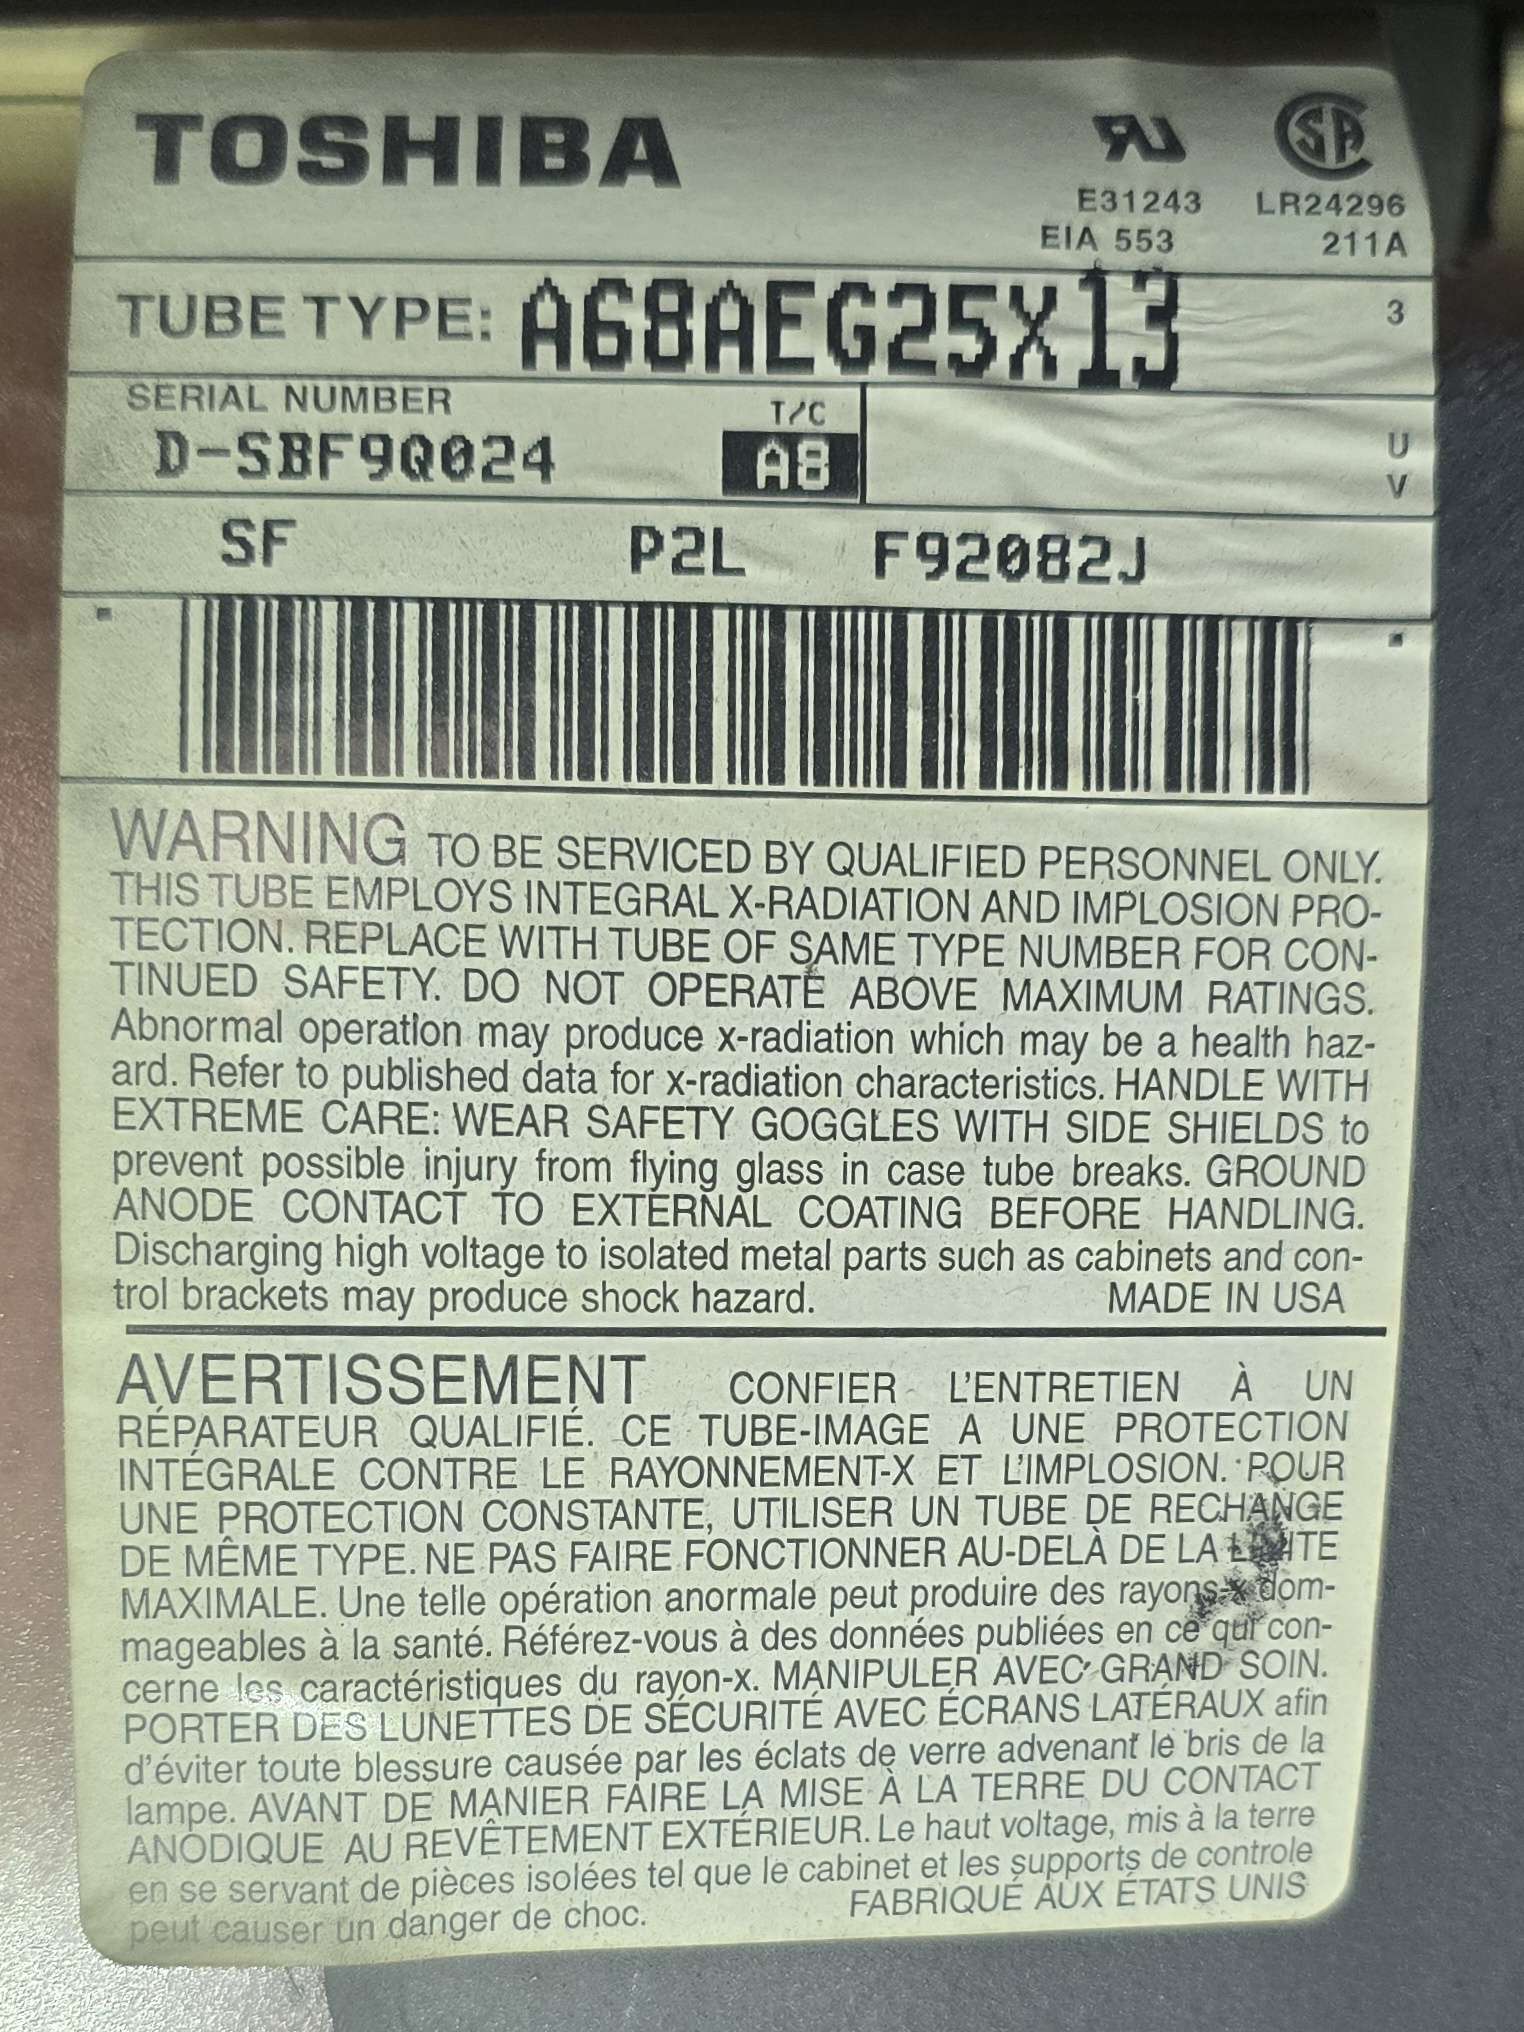 TOSHIBA
E31243 LR24296
EIA 553 211A
TUBE TYPE: A68AEG25X13 3
SERIAL NUMBER T/C
D-SBF9Q024 A8 U
V
SF P2L F92082J
WARNING TO BE SERVICED BY QUALIFIED PERSONNEL ONLY.
THIS TUBE EMPLOYS INTEGRAL X-RADIATION AND IMPLOSION PRO-
TECTION. REPLACE WITH TUBE OF SAME TYPE NUMBER FOR CON-
TINUED SAFETY. DO NOT OPERATE ABOVE MAXIMUM RATINGS.
Abnormal operation may produce x-radiation which may be a health haz-
ard. Refer to published data for x-radiation characteristics. HANDLE WITH
EXTREME CARE: WEAR SAFETY GOGGLES WITH SIDE SHIELDS to
prevent possible injury from flying glass in case tube breaks. GROUND
ANODE CONTACT TO EXTERNAL COATING BEFORE HANDLING.
Discharging high voltage to isolated metal parts such as cabinets and con-
trol brackets may produce shock hazard. MADE IN USA
AVERTISSEMENT CONFIER L'ENTRETIEN À UN
RÉPARATEUR QUALIFIÉ. CE TUBE-IMAGE A UNE PROTECTION
INTÉGRALE CONTRE LE RAYONNEMENT-X ET L'IMPLOSION. POUR
UNE PROTECTION CONSTANTE, UTILISER UN TUBE DE RECHANGE
DE MÊME TYPE. NE PAS FAIRE FONCTIONNER AU-DELÀ DE LA LIMITE
MAXIMALE. Une telle opération anormale peut produire des rayons-x dom-
mageables à la santé. Référez-vous à des données publiées en ce qui con-
cerne les caractéristiques du rayon-x. MANIPULER AVEC GRAND SOIN.
PORTER DES LUNETTES DE SÉCURITÉ AVEC ÉCRANS LATÉRAUX afin
d'éviter toute blessure causée par les éclats de verre advenant le bris de la
lampe. AVANT DE MANIER FAIRE LA MISE À LA TERRE DU CONTACT
ANODIQUE AU REVÊTEMENT EXTÉRIEUR. Le haut voltage, mis à la terre
en se servant de pièces isolées tel que le cabinet et les supports de controle
peut causer un danger de choc. FABRIQUÉ AUX ÉTATS UNIS